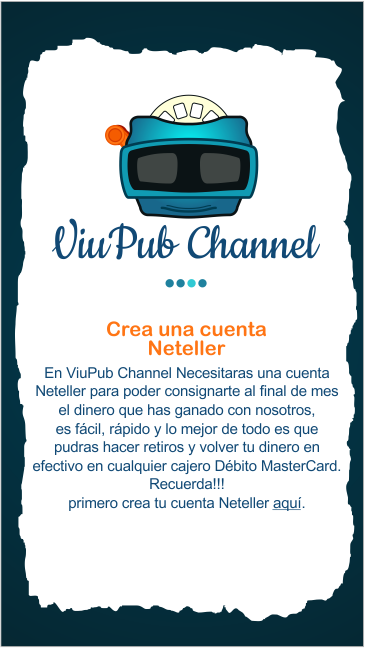 ViuPub Channel
Crea una cuenta
Neteller
En ViuPub Channel Necesitaras una cuenta
Neteller para poder consignarte al final de mes
el dinero que has ganado con nosotros,
es fácil, rápido y lo mejor de todo es que
pudras hacer retiros y volver tu dinero en
efectivo en cualquier cajero Débito MasterCard.
Recuerda!!!
primero crea tu cuenta Neteller aquí.